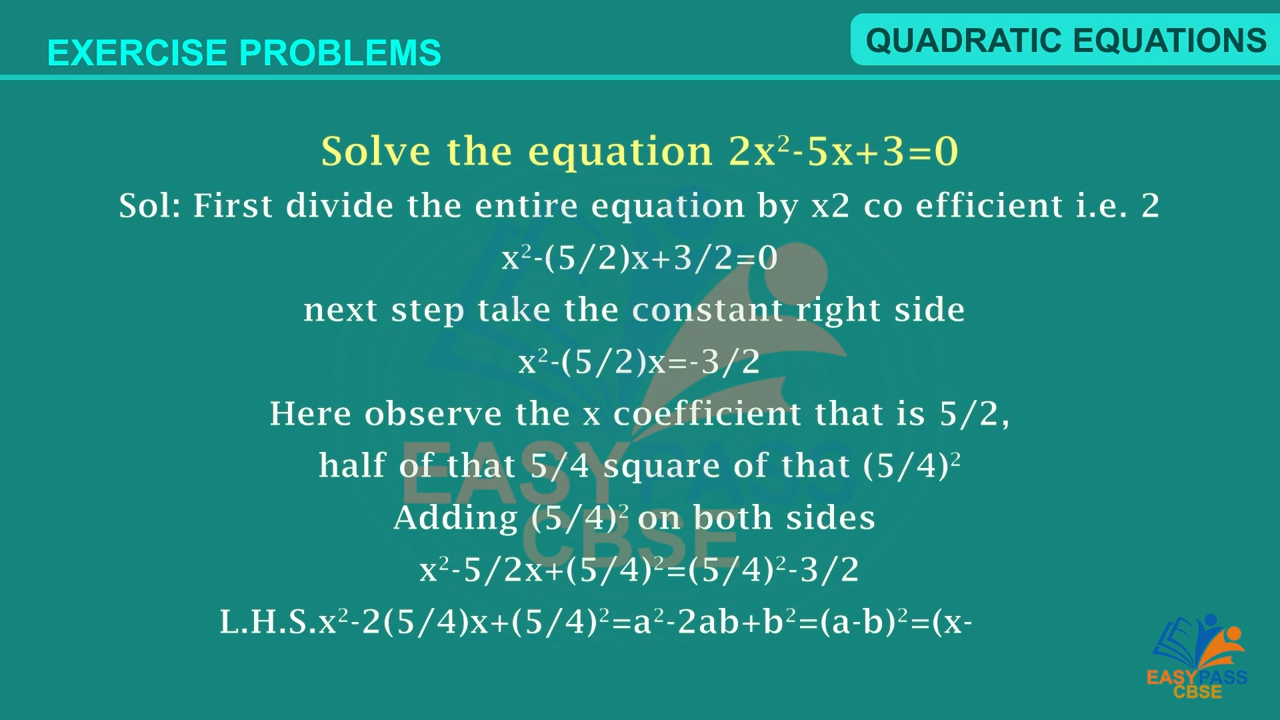 EXERCISE PROBLEMS
QUADRATIC EQUATIONS
Solve the equation 2x²-5x+3=0
Sol: First divide the entire equation by x2 co efficient i.e. 2
x²-(5/2)x+3/2=0
next step take the constant right side
x²-(5/2)x=-3/2
Here observe the x coefficient that is 5/2,
half of that 5/4 square of that (5/4)²
Adding (5/4)² on both sides
x²-5/2x+(5/4)²=(5/4)²-3/2
L.H.S.x²-2(5/4)x+(5/4)²=a²-2ab+b²=(a-b)²=(x-
EASYPASS
CBSE
EASYPASS
CBSE